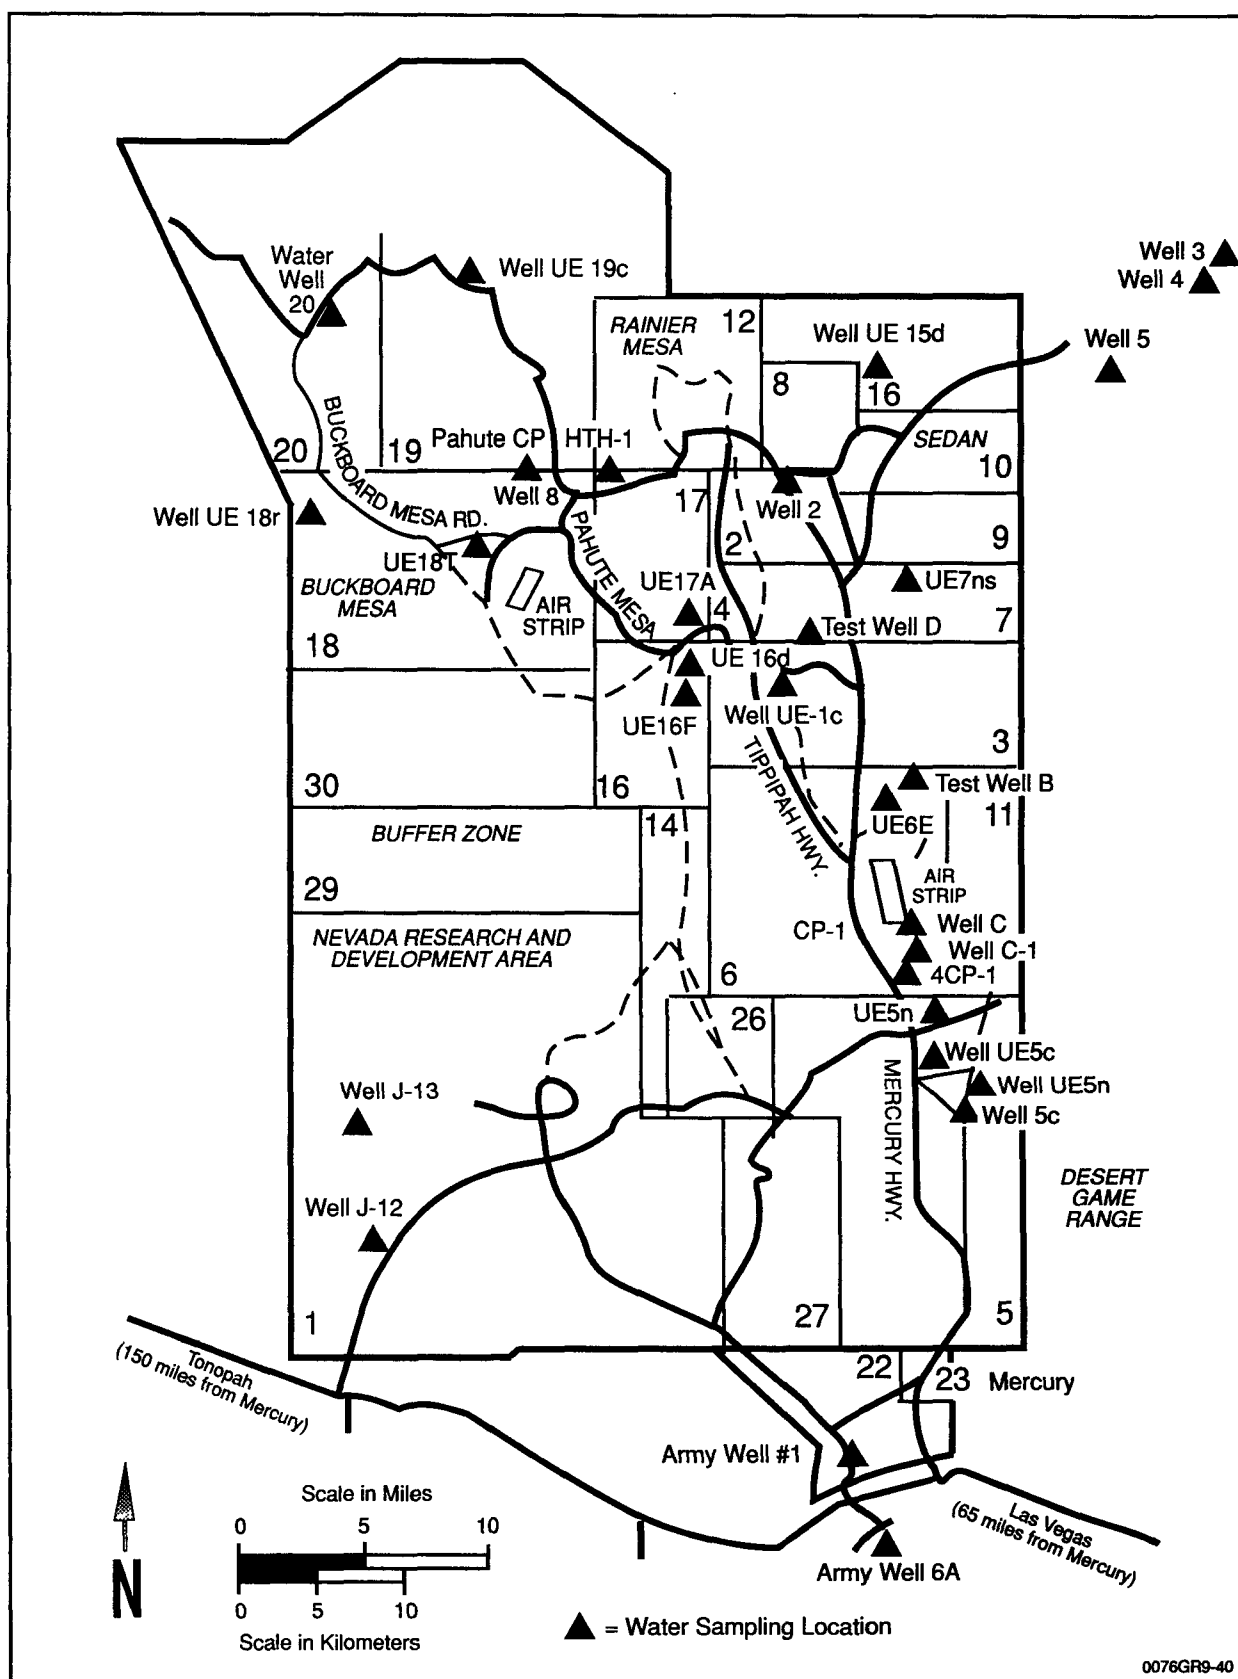 Well 3
Well 4
Water
Well
20
Well UE 19c
RAINIER
MESA
12
Well UE 15d
Well 5
8
16
SEDAN
10
20
19
BUCKBOARD MESA RD.
Pahute CP
HTH-1
Well 8
17
Well 2
Well UE 18r
UE18T
PAHUTE MESA
2
9
BUCKBOARD
MESA
AIR
STRIP
UE17A
4
UE7ns
7
Test Well D
18
UE 16d
UE16F
Well UE-1c
3
30
16
TIPPIPAH HWY.
Test Well B
UE6E
11
BUFFER ZONE
14
29
AIR
STRIP
CP-1
Well C
Well C-1
4CP-1
NEVADA RESEARCH AND
DEVELOPMENT AREA
6
26
UE5n
Well UE5c
Well UE5n
Well 5c
MERCURY HWY.
Well J-13
Well J-12
DESERT
GAME
RANGE
1
27
5
Tonopah
(150 miles from Mercury)
22
23
Mercury
Army Well #1
Las Vegas
(65 miles from Mercury)
Army Well 6A
N
Scale in Miles
0 5 10
0 5 10
Scale in Kilometers
= Water Sampling Location
0076GR9-40